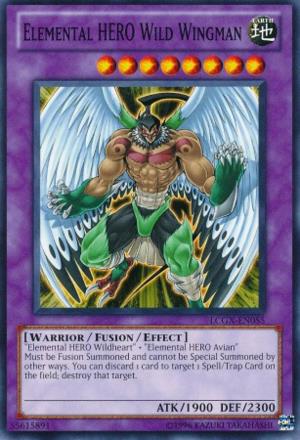 ELEMENTAL HERO WILD WINGMAN
EARTH
地
LCGX-EN055
[WARRIOR / FUSION / EFFECT]
"Elemental HERO Wildheart" + "Elemental HERO Avian"
Must be Fusion Summoned and cannot be Special Summoned by
other ways. You can discard 1 card to target 1 Spell/Trap Card on
the field; destroy that target.
ATK/1900 DEF/2300
55615891
©1996 KAZUKI TAKAHASHI